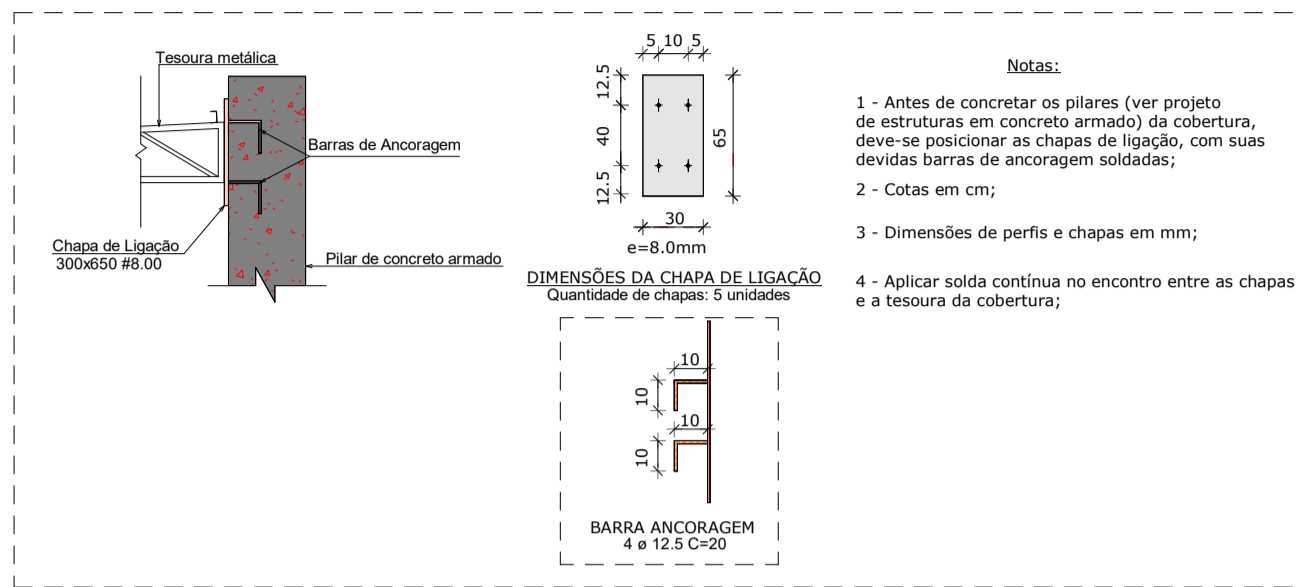 Tesoura metálica
Barras de Ancoragem
Chapa de Ligação
300x650 #8.00
Pilar de concreto armado
5 10 5
12.5
40
12.5
65
30
e=8.0mm
DIMENSÕES DA CHAPA DE LIGAÇÃO
Quantidade de chapas: 5 unidades
10
10
10
10
BARRA ANCORAGEM
4 ø 12.5 C=20
Notas:
1 - Antes de concretar os pilares (ver projeto
de estruturas em concreto armado) da cobertura,
deve-se posicionar as chapas de ligação, com suas
devidas barras de ancoragem soldadas;
2 - Cotas em cm;
3 - Dimensões de perfis e chapas em mm;
4 - Aplicar solda contínua no encontro entre as chapas
e a tesoura da cobertura;